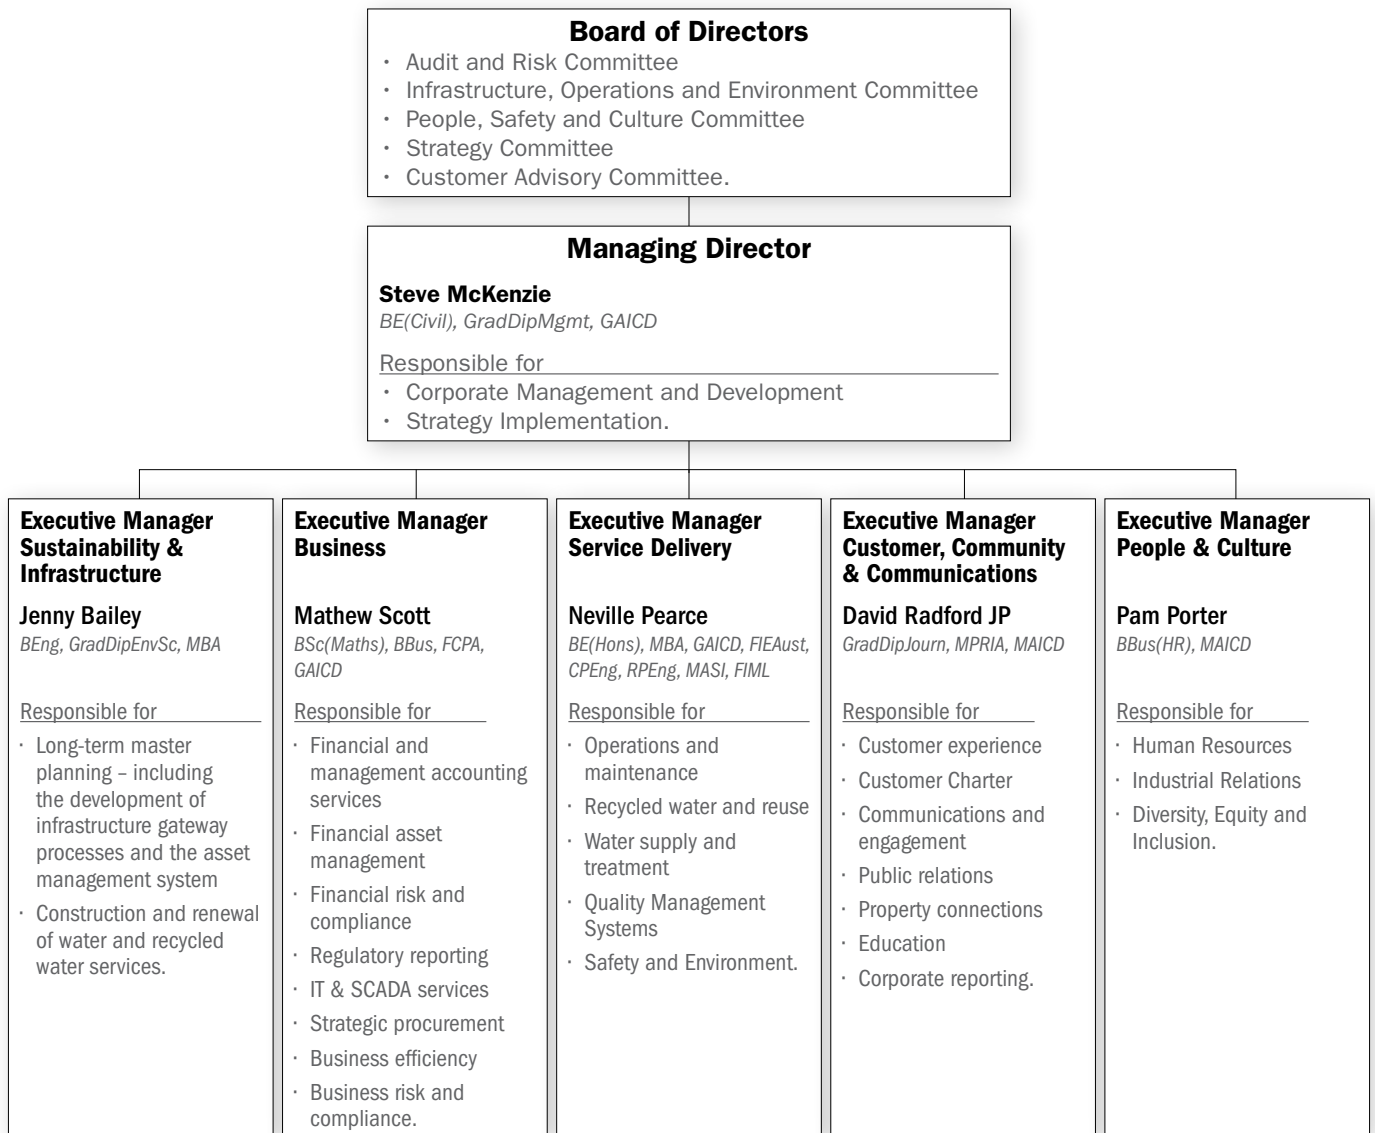 Board of Directors
· Audit and Risk Committee
· Infrastructure, Operations and Environment Committee
· People, Safety and Culture Committee
· Strategy Committee
· Customer Advisory Committee.
Managing Director
Steve McKenzie
BE(Civil), GradDipMgmt, GAICD
Responsible for
· Corporate Management and Development
· Strategy Implementation.
Executive Manager
Sustainability &
Infrastructure
Jenny Bailey
BEng, GradDipEnvSc, MBA
Responsible for
· Long-term master
planning – including
the development of
infrastructure gateway
processes and the asset
management system
· Construction and renewal
of water and recycled
water services.
Executive Manager
Business
Mathew Scott
BSc(Maths), BBus, FCPA,
GAICD
Responsible for
· Financial and
management accounting
services
· Financial asset
management
· Financial risk and
compliance
· Regulatory reporting
· IT & SCADA services
· Strategic procurement
· Business efficiency
· Business risk and
compliance.
Executive Manager
Service Delivery
Neville Pearce
BE(Hons), MBA, GAICD, FIEAust,
CPEng, RPEng, MASI, FIML
Responsible for
· Operations and
maintenance
· Recycled water and reuse
· Water supply and
treatment
· Quality Management
Systems
· Safety and Environment.
Executive Manager
Customer, Community
& Communications
David Radford JP
GradDipJourn, MPRIA, MAICD
Responsible for
· Customer experience
· Customer Charter
· Communications and
engagement
· Public relations
· Property connections
· Education
· Corporate reporting.
Executive Manager
People & Culture
Pam Porter
BBus(HR), MAICD
Responsible for
· Human Resources
· Industrial Relations
· Diversity, Equity and
Inclusion.